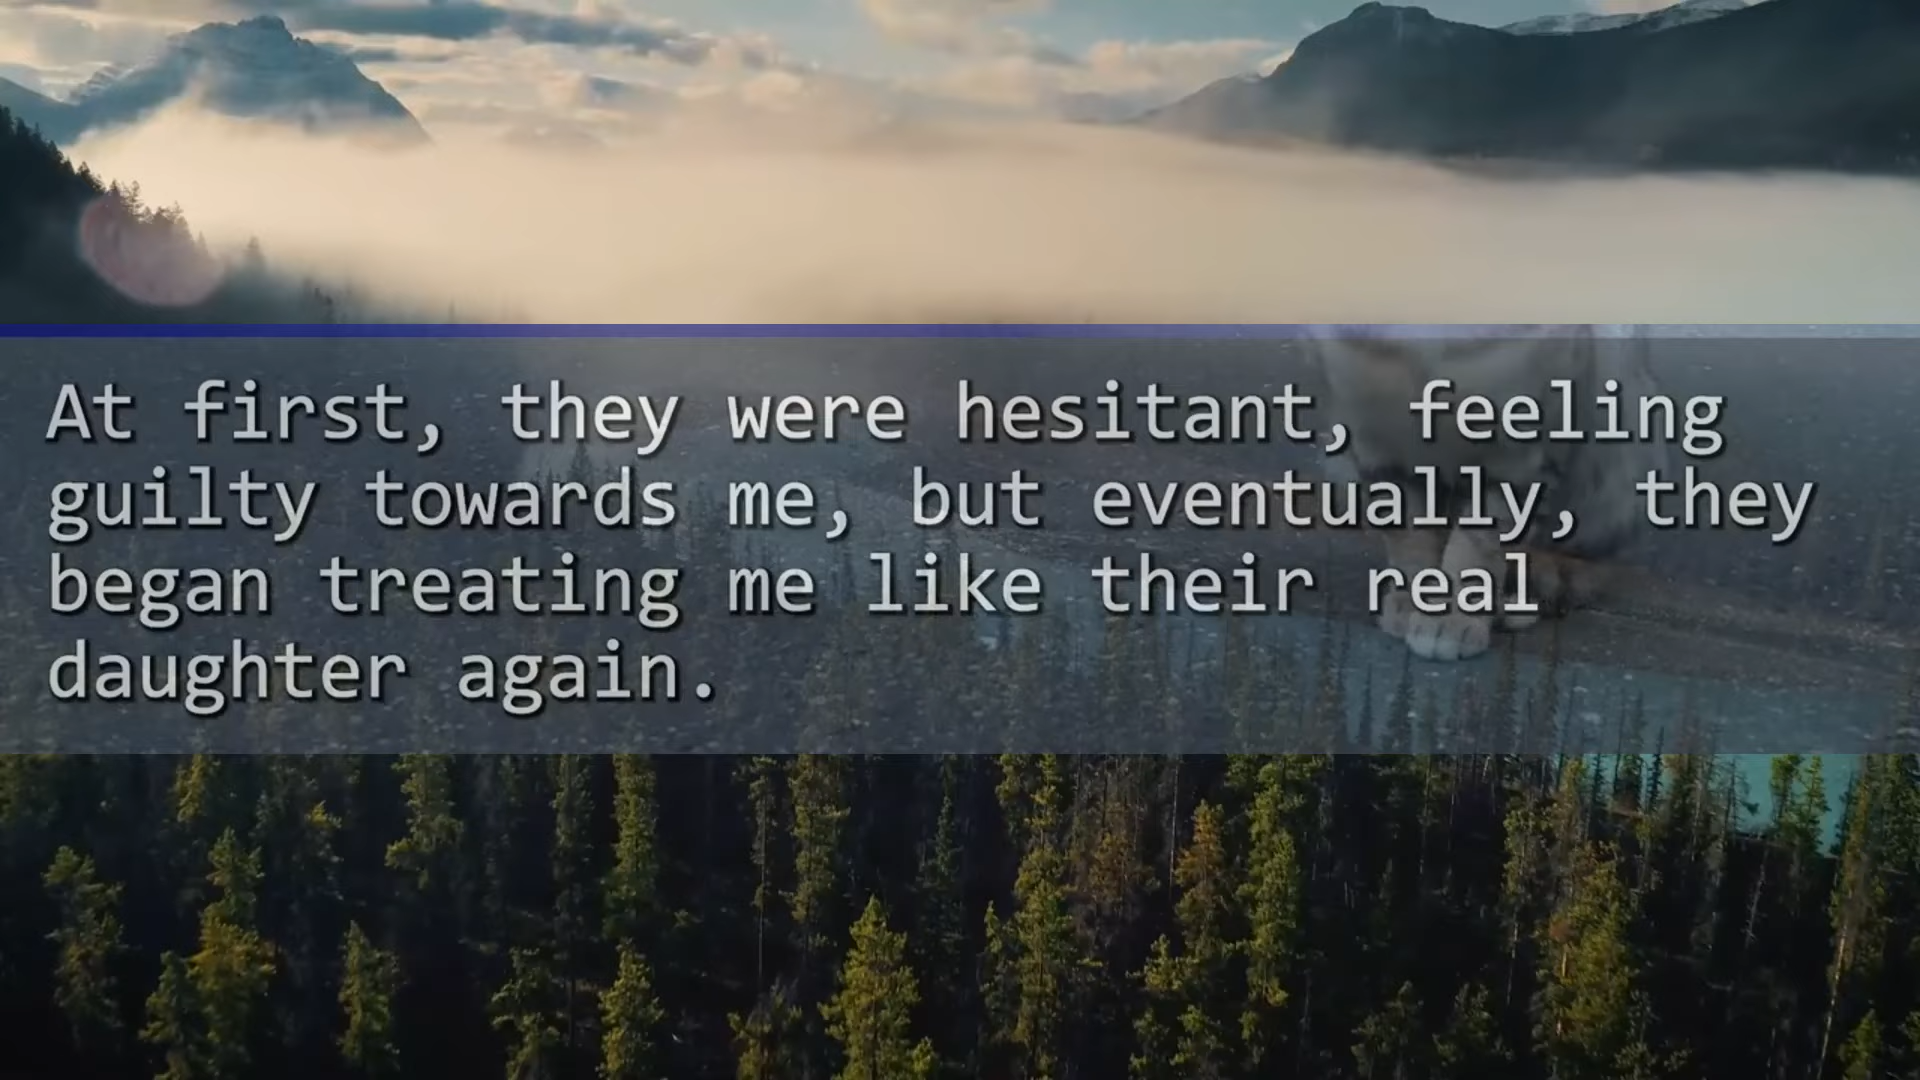 At first, they were hesitant, feeling
guilty towards me, but eventually, they
began treating me like their real
daughter again.